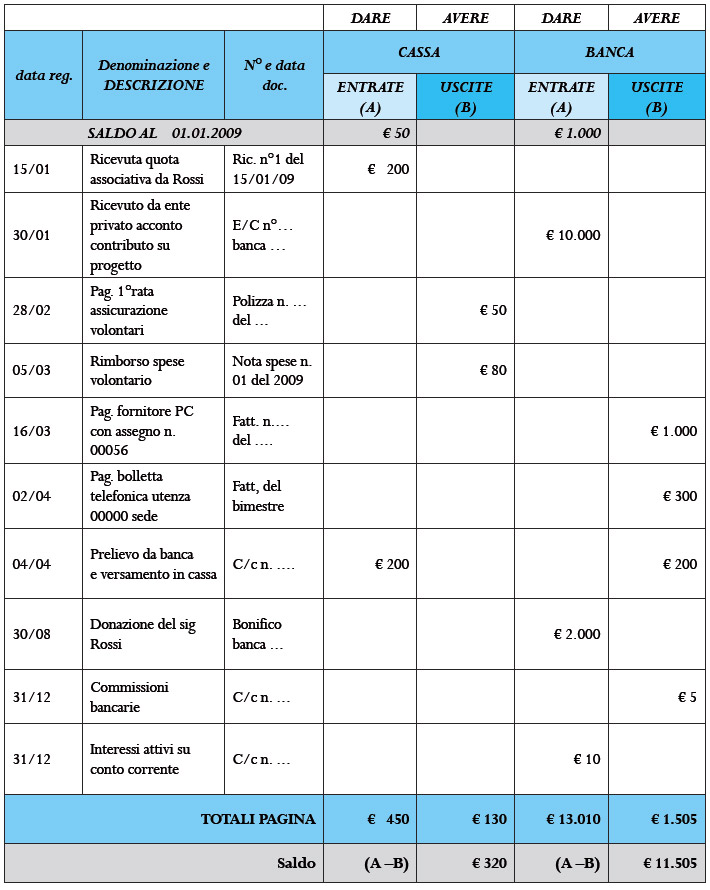 DARE AVERE DARE AVERE
data reg. Denominazione e DESCRIZIONE N° e data doc. CASSA BANCA
ENTRATE (A) USCITE (B) ENTRATE (A) USCITE (B)
SALDO AL 01.01.2009 € 50 € 1.000
15/01 Ricevuta quota associativa da Rossi Ric. n°1 del 15/01/09 € 200
30/01 Ricevuto da ente privato acconto contributo su progetto E/C n°… banca … € 10.000
28/02 Pag. 1°rata assicurazione volontari Polizza n. … del … € 50
05/03 Rimborso spese volontario Nota spese n. 01 del 2009 € 80
16/03 Pag. fornitore PC con assegno n. 00056 Fatt. n.… del …. € 1.000
02/04 Pag. bolletta telefonica utenza 00000 sede Fatt, del bimestre € 300
04/04 Prelievo da banca e versamento in cassa C/c n. …. € 200 € 200
30/08 Donazione del sig Rossi Bonifico banca … € 2.000
31/12 Commissioni bancarie C/c n. … € 5
31/12 Interessi attivi su conto corrente C/c n. … € 10
TOTALI PAGINA € 450 € 130 € 13.010 € 1.505
Saldo (A –B) € 320 (A –B) € 11.505